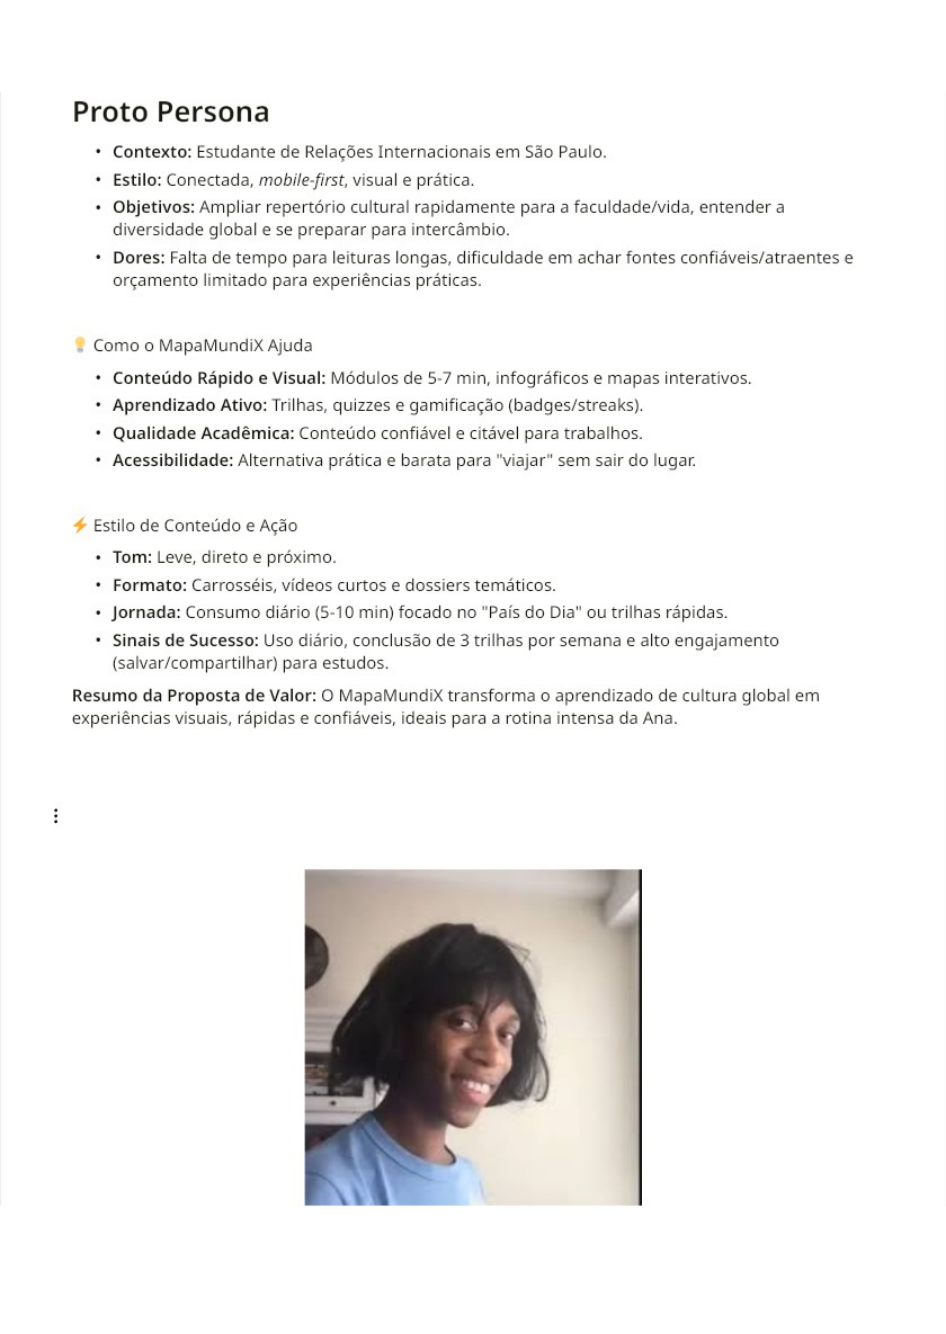 Proto Persona
• Contexto: Estudante de Relações Internacionais em São Paulo.
• Estilo: Conectada, mobile-first, visual e prática.
• Objetivos: Ampliar repertório cultural rapidamente para a faculdade/vida, entender a
diversidade global e se preparar para intercâmbio.
• Dores: Falta de tempo para leituras longas, dificuldade em achar fontes confiáveis/atraentes e
orçamento limitado para experiências práticas.
💡 Como o MapaMundiX Ajuda
• Conteúdo Rápido e Visual: Módulos de 5-7 min, infográficos e mapas interativos.
• Aprendizado Ativo: Trilhas, quizzes e gamificação (badges/streaks).
• Qualidade Acadêmica: Conteúdo confiável e citável para trabalhos.
• Acessibilidade: Alternativa prática e barata para "viajar" sem sair do lugar.
⚡ Estilo de Conteúdo e Ação
• Tom: Leve, direto e próximo.
• Formato: Carrosséis, vídeos curtos e dossiers temáticos.
• Jornada: Consumo diário (5-10 min) focado no "País do Dia" ou trilhas rápidas.
• Sinais de Sucesso: Uso diário, conclusão de 3 trilhas por semana e alto engajamento
(salvar/compartilhar) para estudos.
Resumo da Proposta de Valor: O MapaMundiX transforma o aprendizado de cultura global em
experiências visuais, rápidas e confiáveis, ideais para a rotina intensa da Ana.